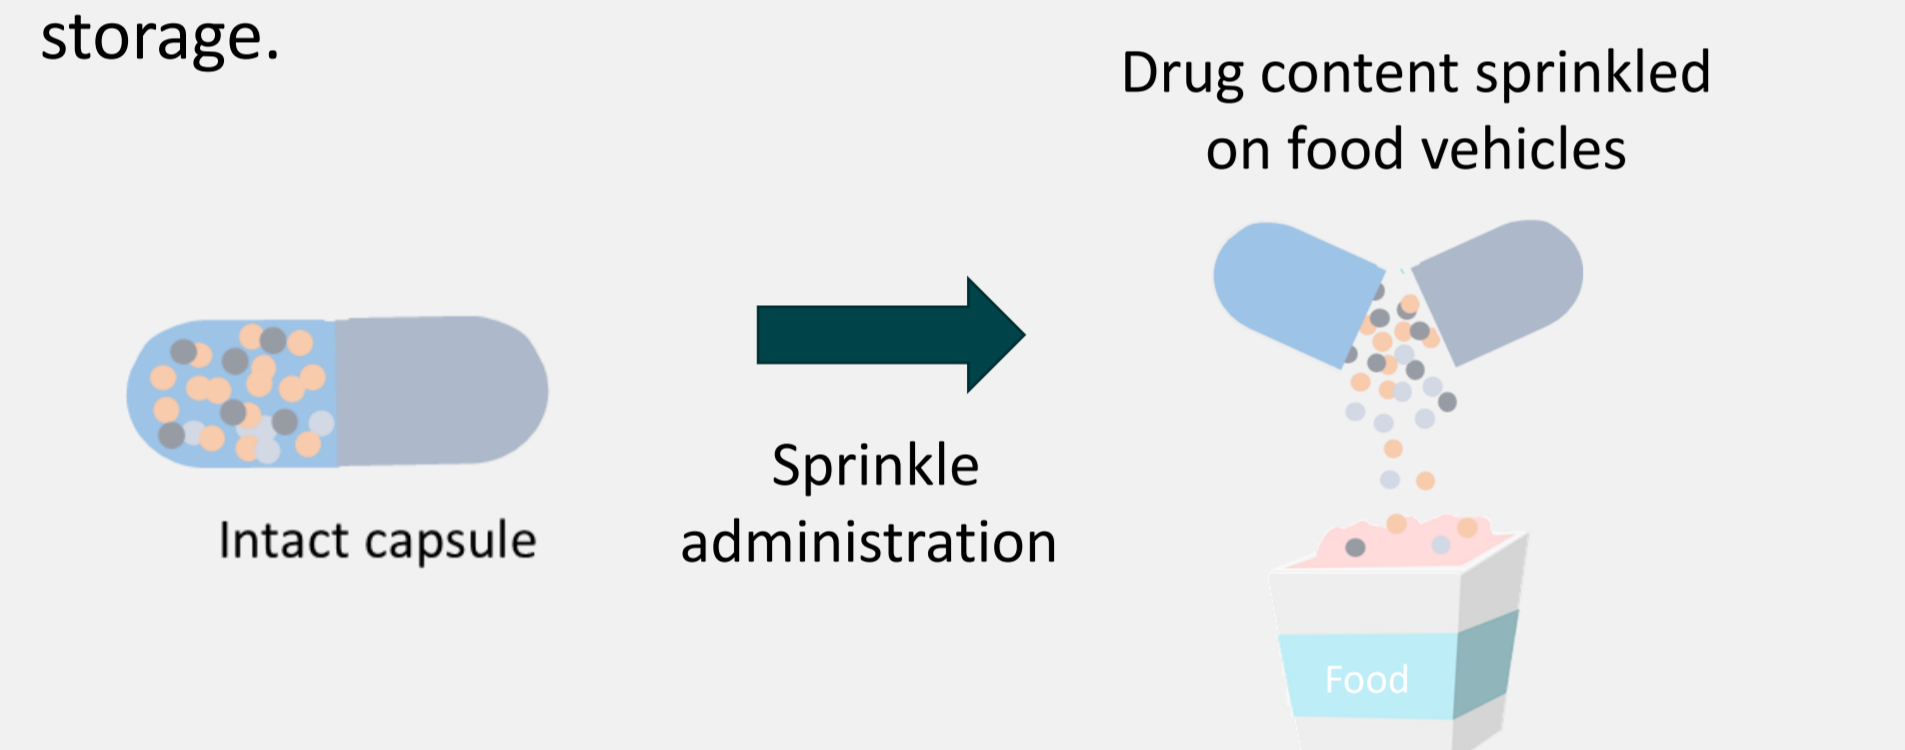 storage.
Drug content sprinkled
on food vehicles
Intact capsule
Sprinkle
administration
Food